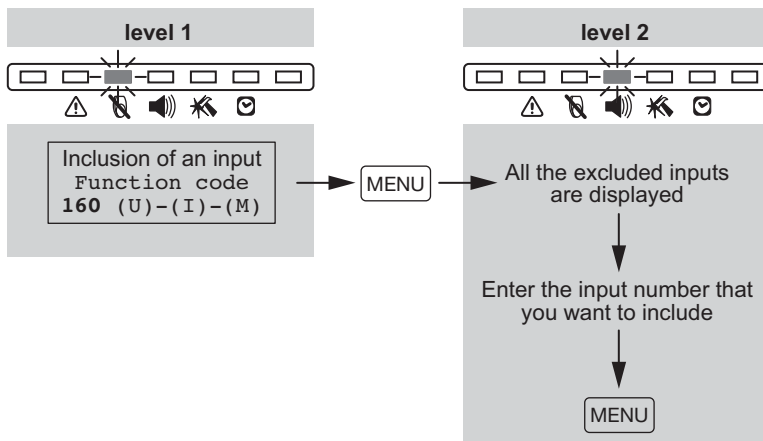 level 1
Inclusion of an input
Function code
160 (U)–(I)–(M)
MENU
level 2
All the excluded inputs
are displayed
Enter the input number that
you want to include
MENU